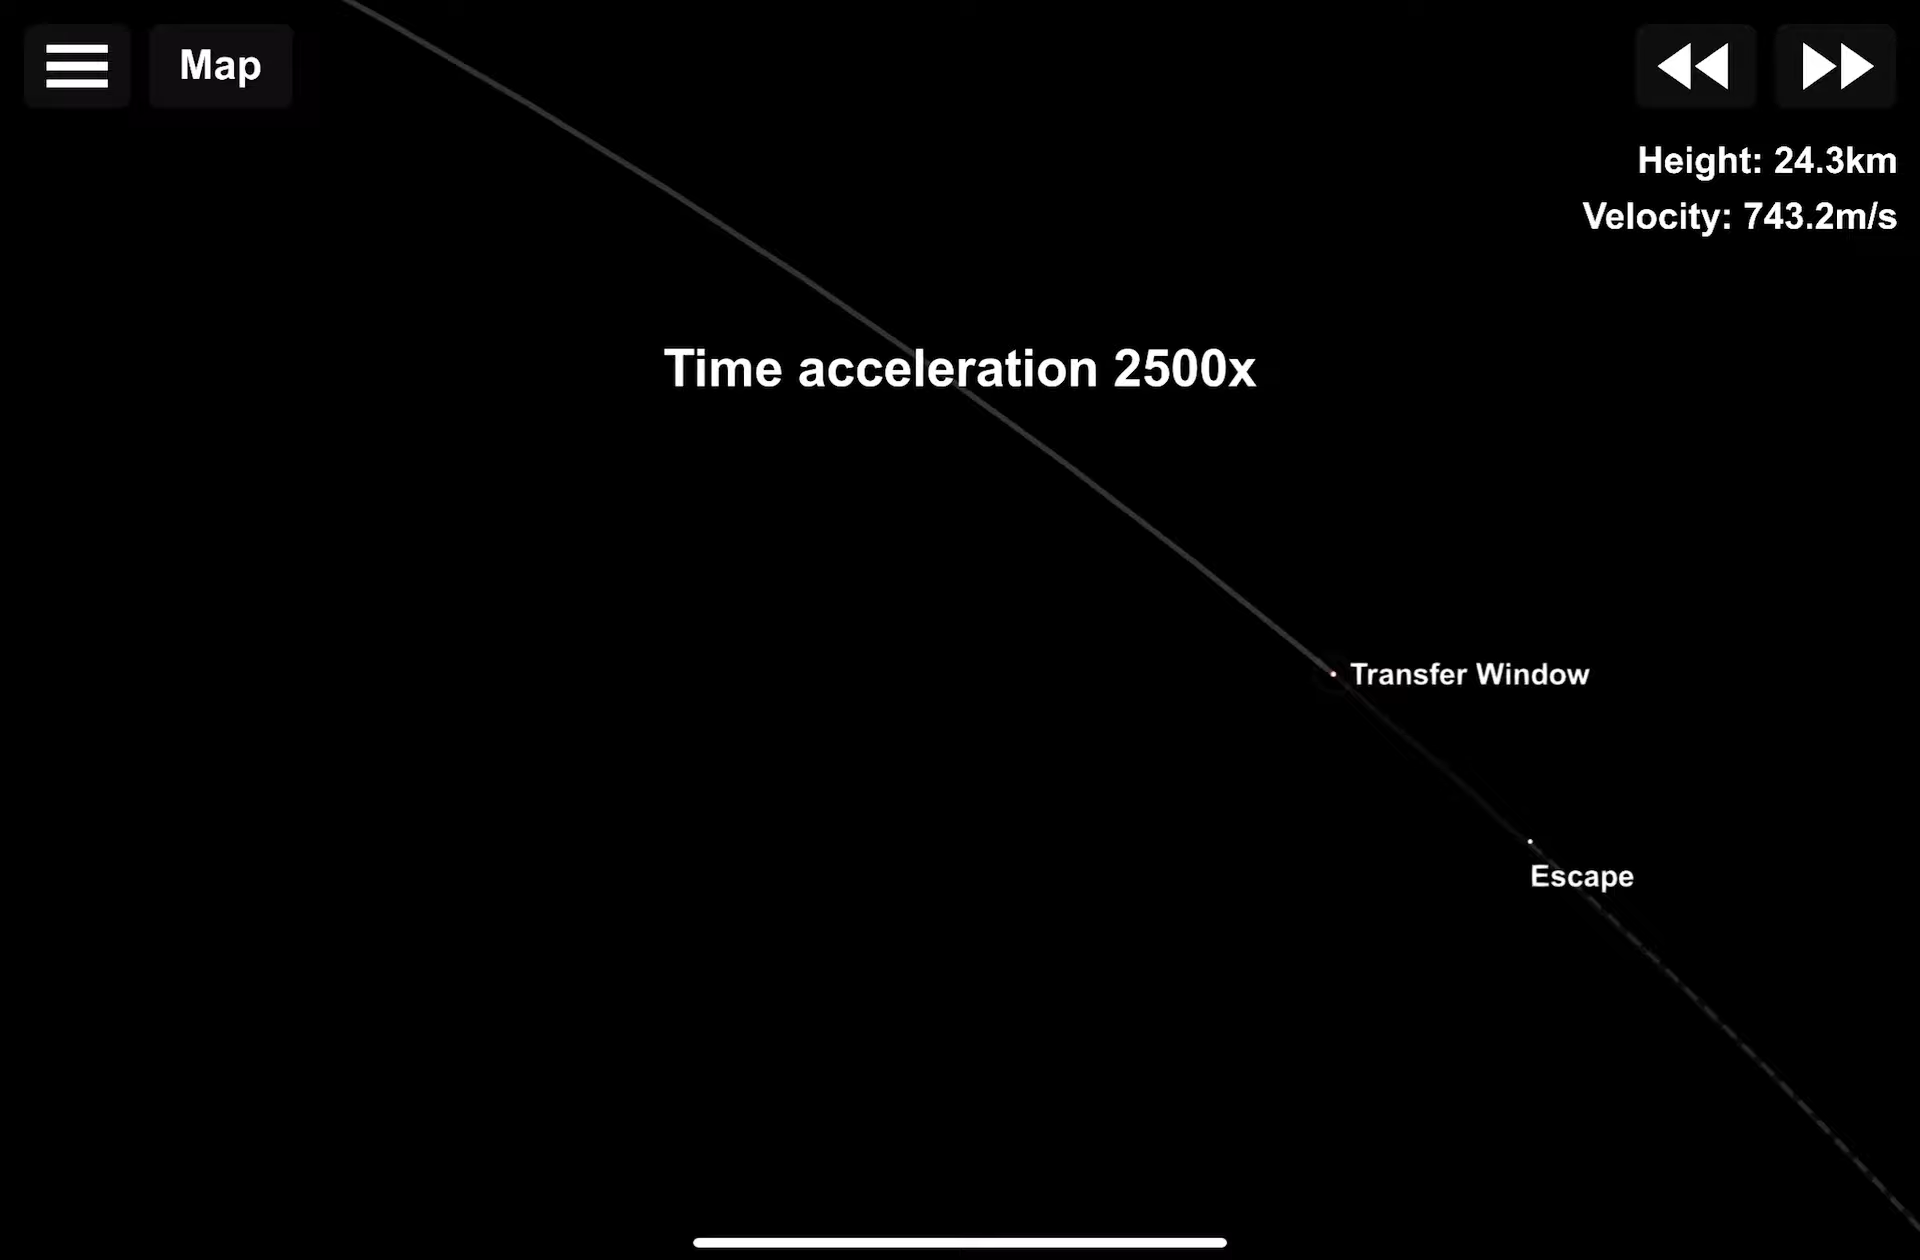 Map
Height: 24.3km
Velocity: 743.2m/s
Time acceleration 2500x
Transfer Window
Escape